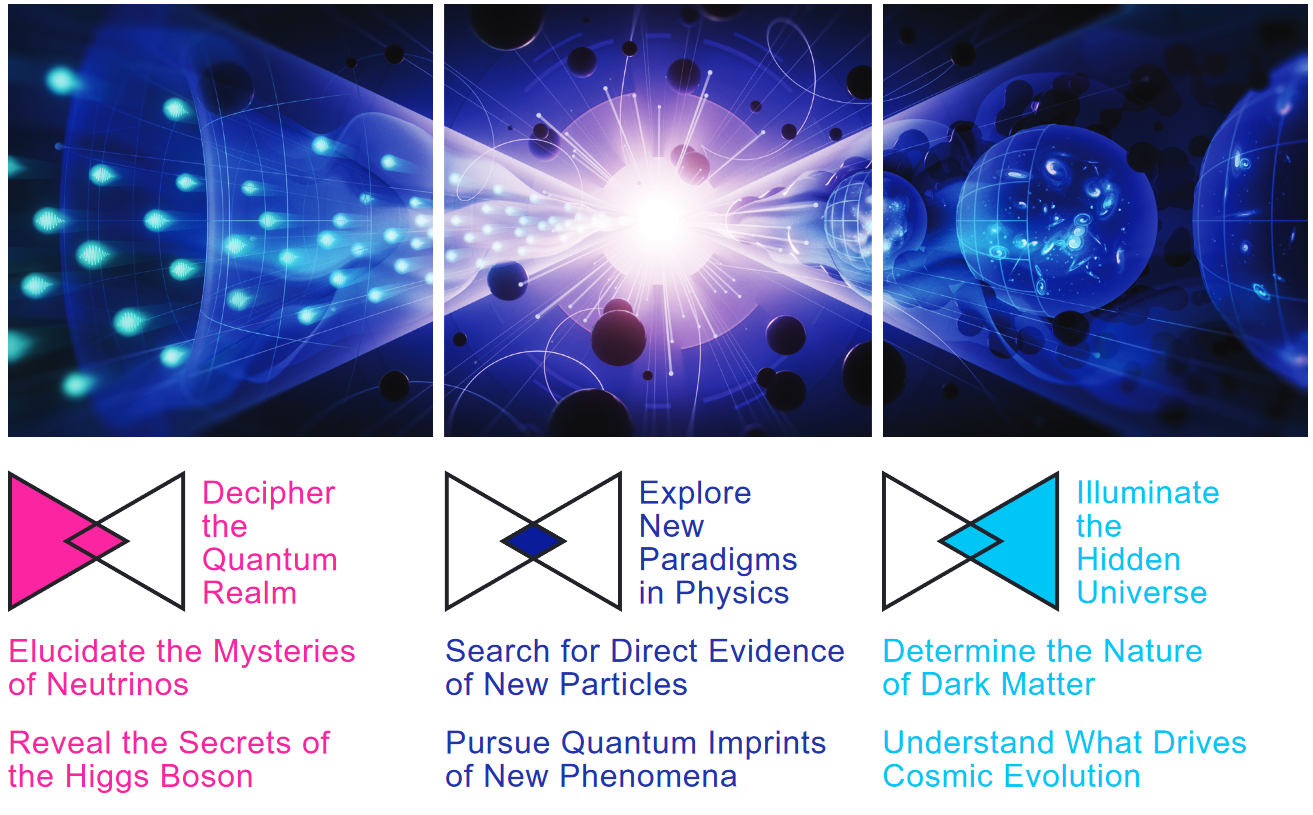 Decipher
the
Quantum
Realm
Elucidate the Mysteries
of Neutrinos
Reveal the Secrets of
the Higgs Boson
Explore
New
Paradigms
in Physics
Search for Direct Evidence
of New Particles
Pursue Quantum Imprints
of New Phenomena
Illuminate
the
Hidden
Universe
Determine the Nature
of Dark Matter
Understand What Drives
Cosmic Evolution